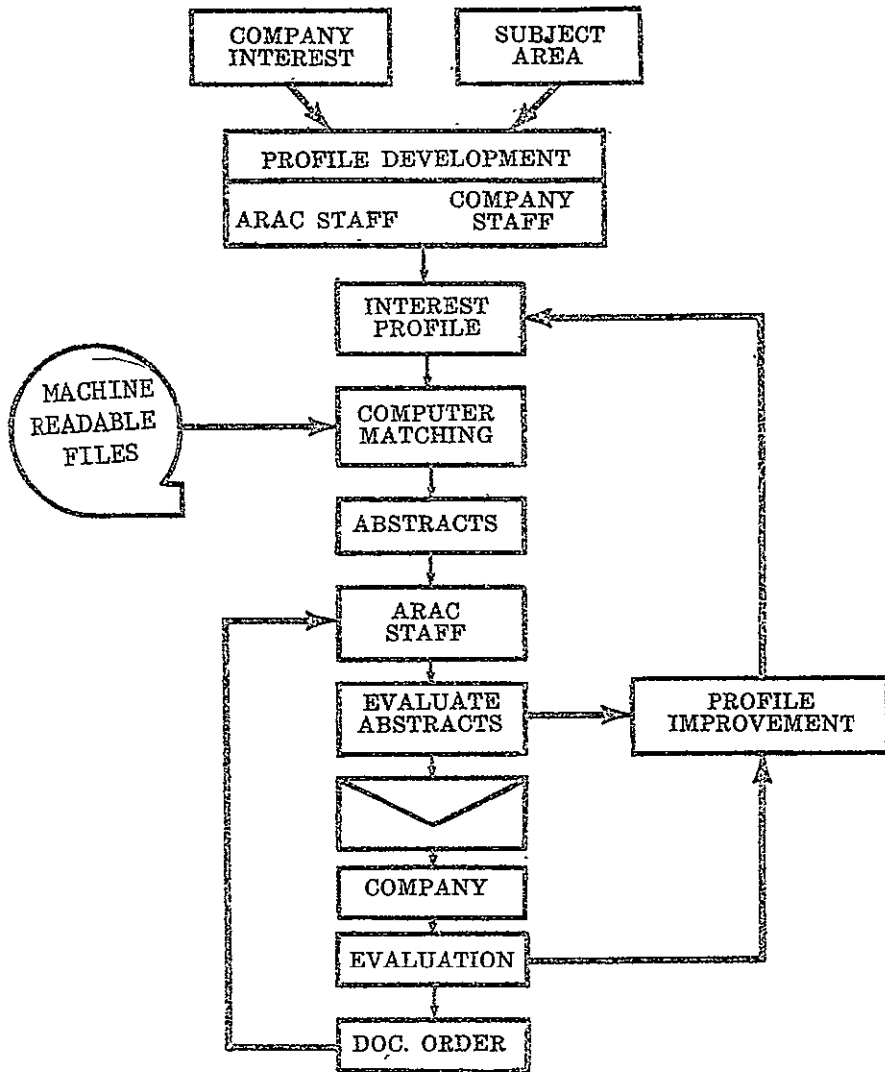 COMPANY
INTEREST
SUBJECT
AREA
PROFILE DEVELOPMENT
ARAC STAFF
COMPANY
STAFF
INTEREST
PROFILE
MACHINE
READABLE
FILES
COMPUTER
MATCHING
ABSTRACTS
ARAC
STAFF
EVALUATE
ABSTRACTS
PROFILE
IMPROVEMENT
COMPANY
EVALUATION
DOC. ORDER